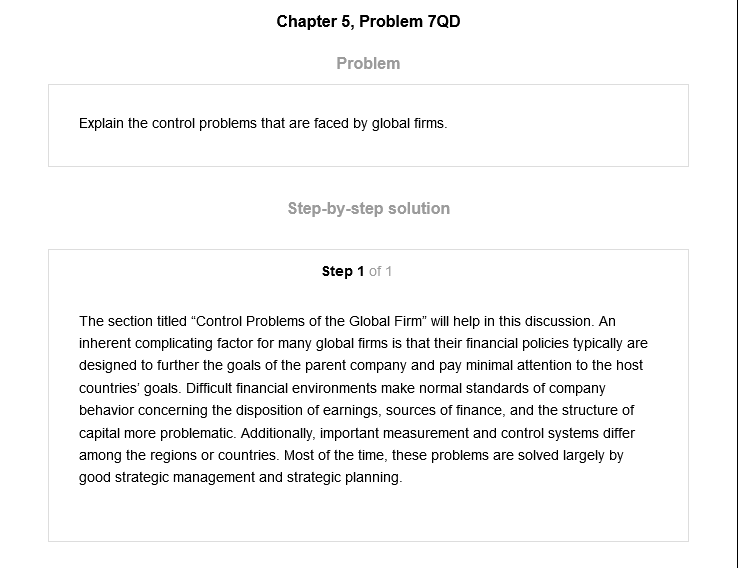 Chapter 5, Problem 7QD
Problem
Explain the control problems that are faced by global firms.
Step-by-step solution
Step 1 of 1
The section titled “Control Problems of the Global Firm” will help in this discussion. An
inherent complicating factor for many global firms is that their financial policies typically are
designed to further the goals of the parent company and pay minimal attention to the host
countries’ goals. Difficult financial environments make normal standards of company
behavior concerning the disposition of earnings, sources of finance, and the structure of
capital more problematic. Additionally, important measurement and control systems differ
among the regions or countries. Most of the time, these problems are solved largely by
good strategic management and strategic planning.